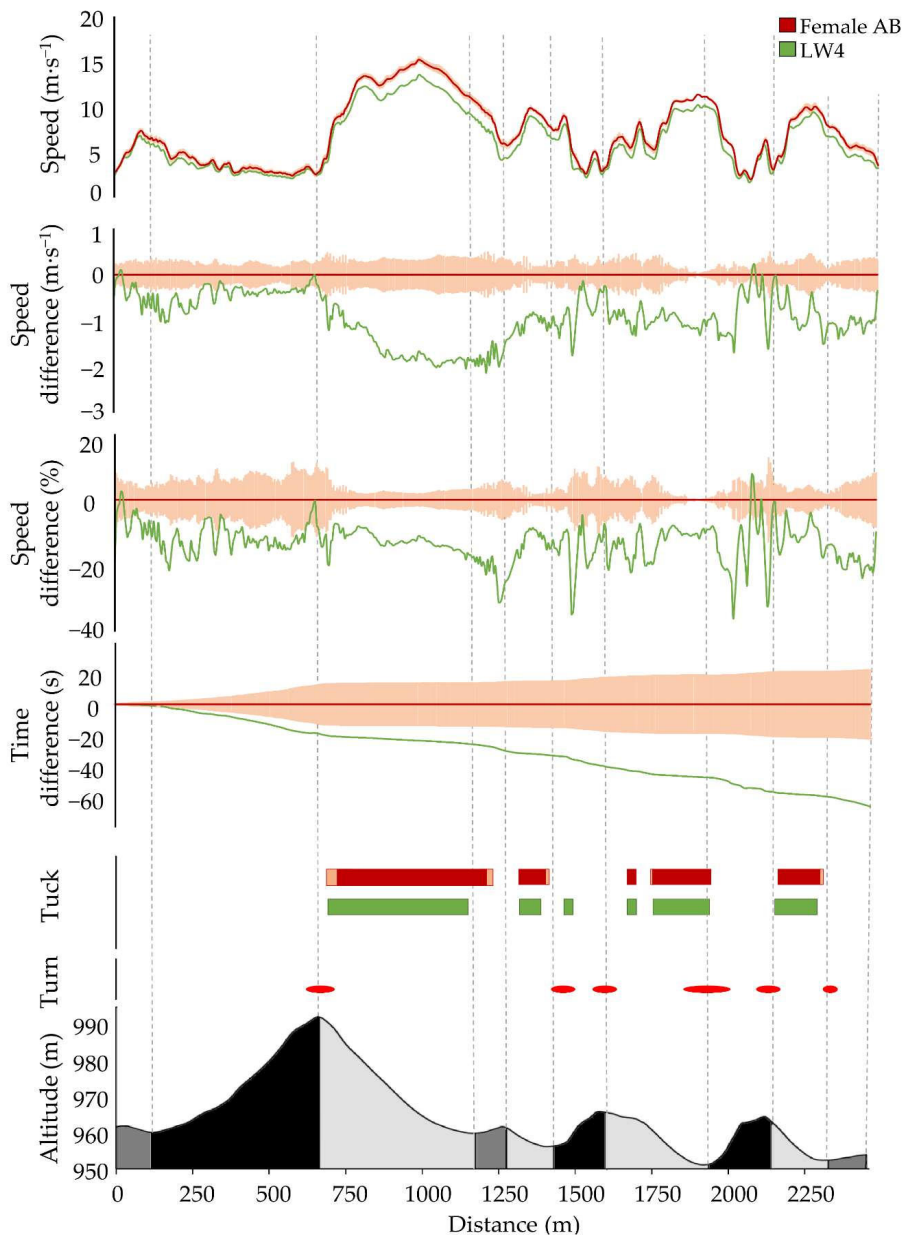 Female AB
LW4
Speed (m·s⁻¹)
20
15
10
5
0
Speed
difference (m·s⁻¹)
1
0
−1
−2
−3
Speed
difference (%)
20
0
−20
−40
Time
difference (s)
20
0
−20
−40
−60
Tuck
Turn
Altitude (m)
990
980
970
960
950
0
250
500
750
1000
1250
1500
1750
2000
2250
Distance (m)